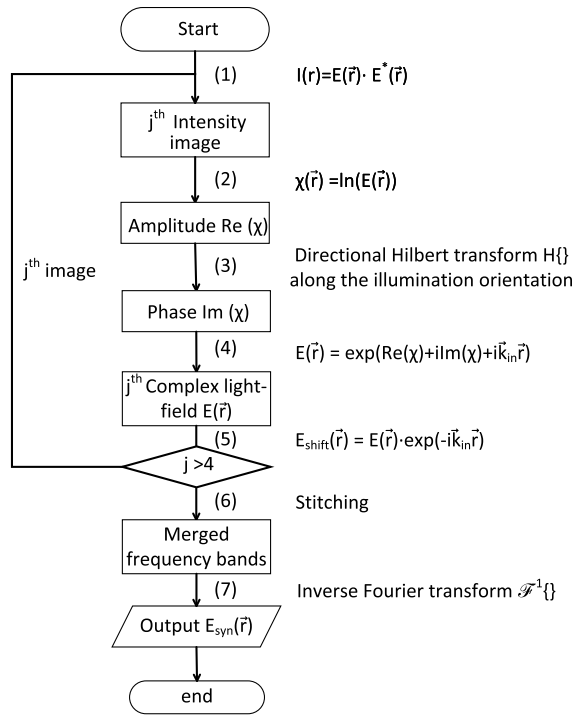 Start
(1) I(r)=E(r⃗)· E*(r⃗)
jᵗʰ Intensity
image
(2) χ(r⃗) =ln(E(r⃗))
Amplitude Re (χ)
(3) Directional Hilbert transform H{}
along the illumination orientation
jᵗʰ image
Phase Im (χ)
(4) E(r⃗) = exp(Re(χ)+iIm(χ)+ik⃗ᵢₙr⃗)
jᵗʰ Complex light-
field E(r⃗)
(5) Eₛₕᵢft(r⃗) = E(r⃗)·exp(-ik⃗ᵢₙr⃗)
j >4
(6) Stitching
Merged
frequency bands
(7) Inverse Fourier transform ℱ¹{}
Output Eₛyₙ(r⃗)
end